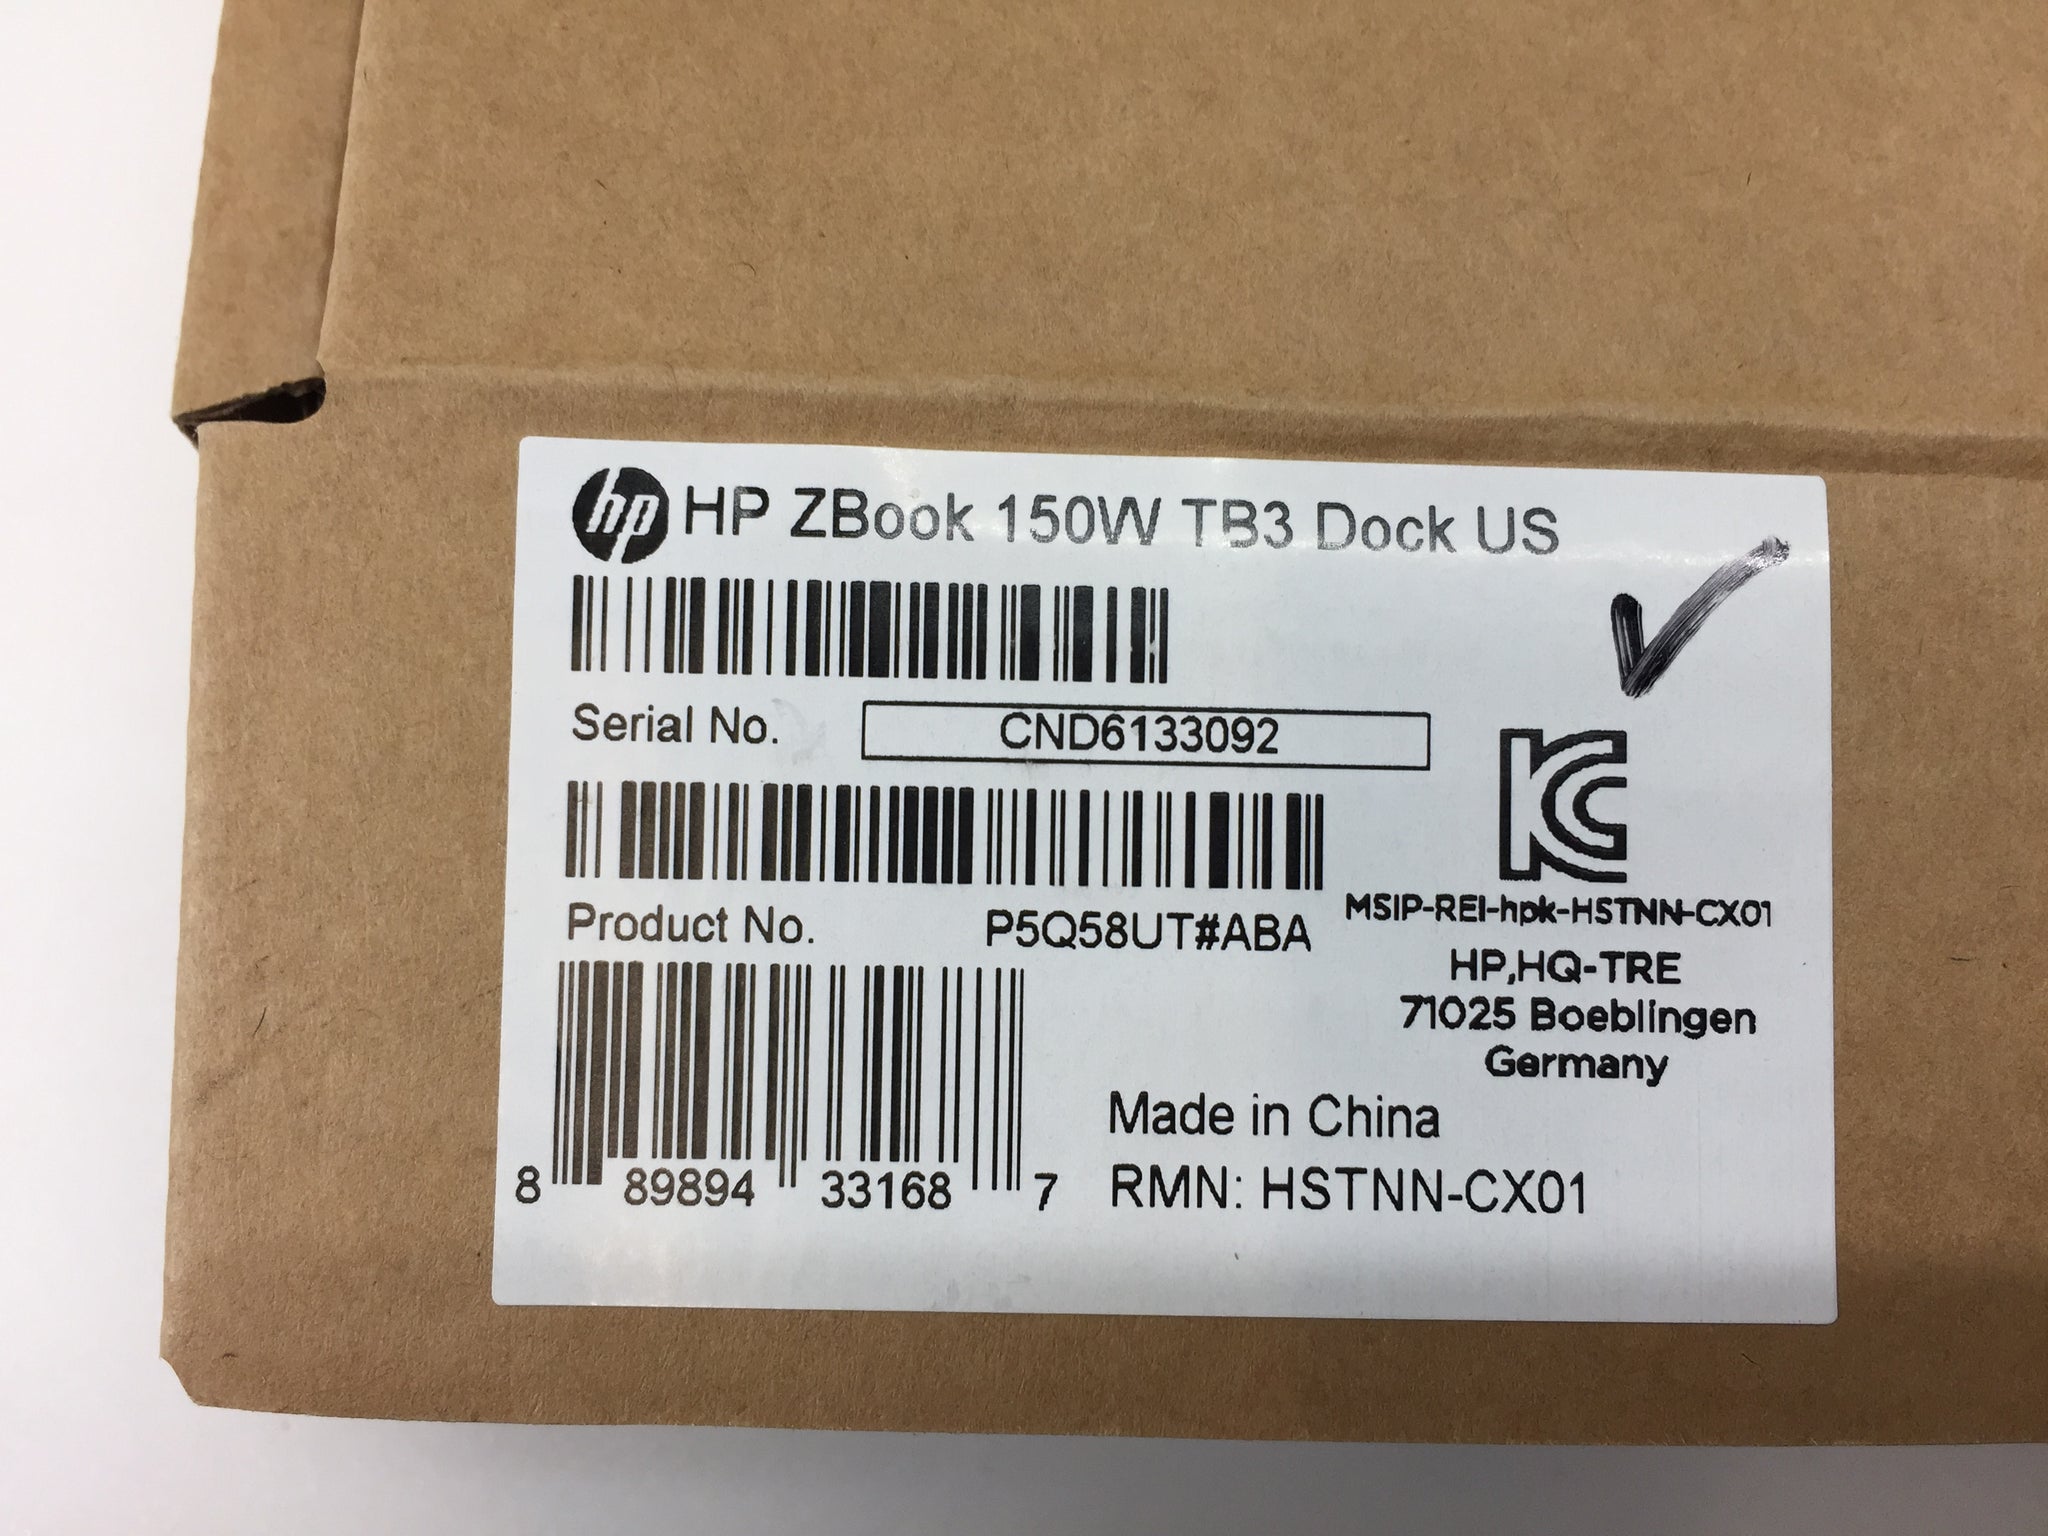 hp HP ZBook 150W TB3 Dock US
Serial No. CND6133092
Product No. P5Q58UT#ABA
8 89894 33168 7
KC
MSIP-REI-hpk-HSTNN-CX01
HP,HQ-TRE
71025 Boeblingen
Germany
Made in China
RMN: HSTNN-CX01